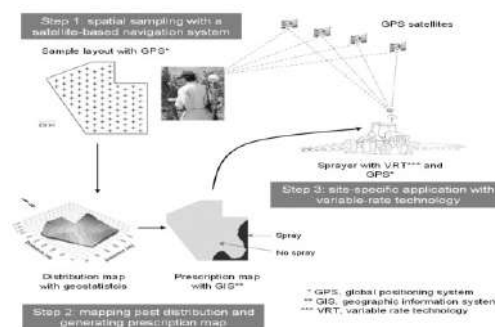 Step 1: spatial sampling with a
satellite-based navigation system
GPS satellites
Sample layout with GPS*
Sprayer with VRT*** and
GPS*
Step 3: site-specific application with
variable-rate technology
Spray
No spray
Distribution map
with geostatistics
Prescription map
with GIS**
Step 2: mapping pest distribution and
generating prescription map
* GPS, global positioning system
** GIS, geographic information system
*** VRT, variable rate technology